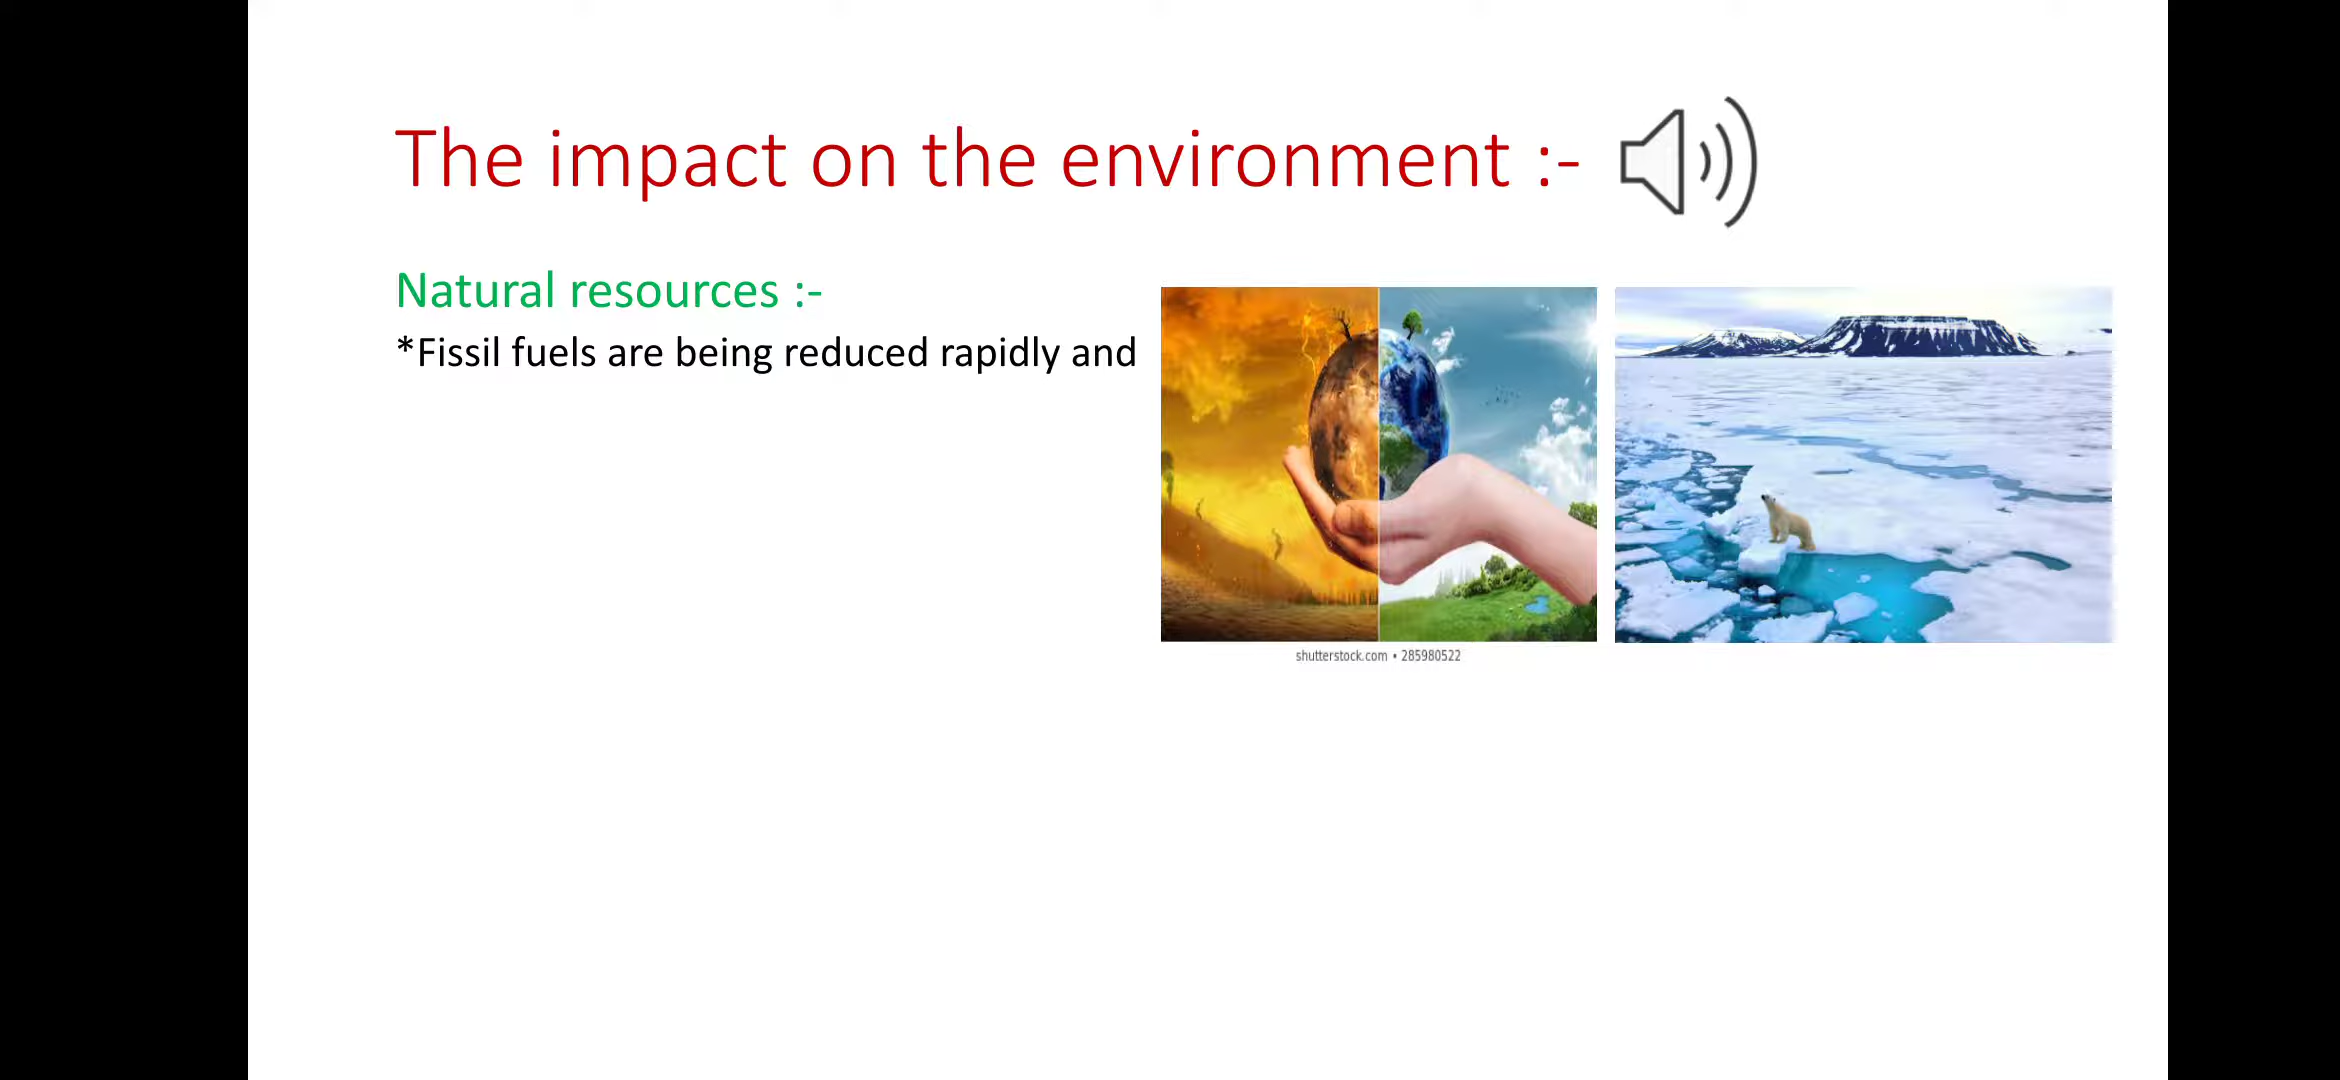 The impact on the environment :-
Natural resources :-
*Fissil fuels are being reduced rapidly and
shutterstock.com • 285980522